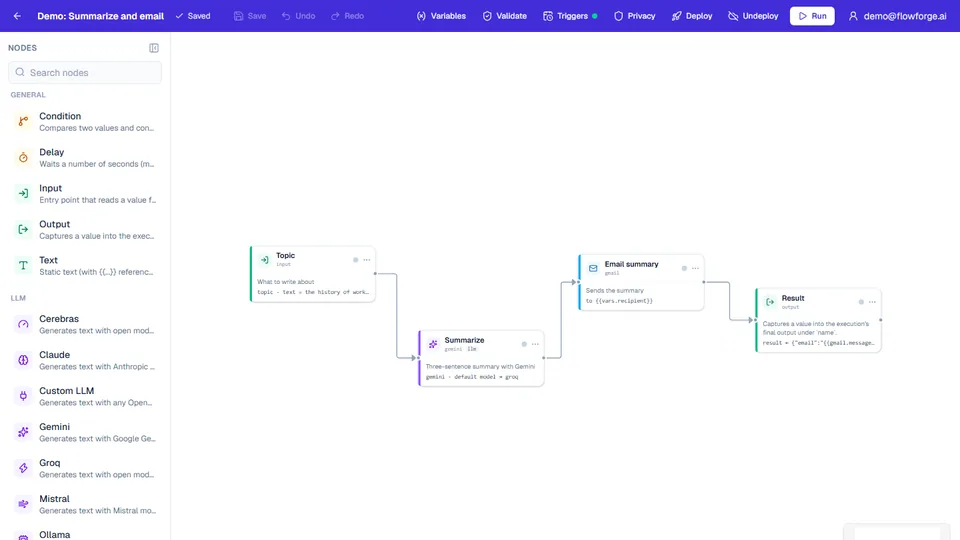 Demo: Summarize and email
Saved
Save
Undo
Redo
Variables
Validate
Triggers
Privacy
Deploy
Undeploy
Run
demo@flowforge.ai
NODES
Search nodes
GENERAL
Condition
Compares two values and con...
Delay
Waits a number of seconds (m...
Input
Entry point that reads a value f...
Output
Captures a value into the exec...
Text
Static text (with {{...}} referenc...
LLM
Cerebras
Generates text with open mod...
Claude
Generates text with Anthropic ...
Custom LLM
Generates text with any Open...
Gemini
Generates text with Google Ge...
Groq
Generates text with open mod...
Mistral
Generates text with Mistral mo...
Ollama
Topic
input
What to write about
topic · text = the history of work...
Summarize
gemini llm
Three-sentence summary with Gemini
gemini · default model + groq
Email summary
gmail
Sends the summary
to {{vars.recipient}}
Result
output
Captures a value into the execution's
final output under 'name'.
result = {"email":"{{gmail.message...